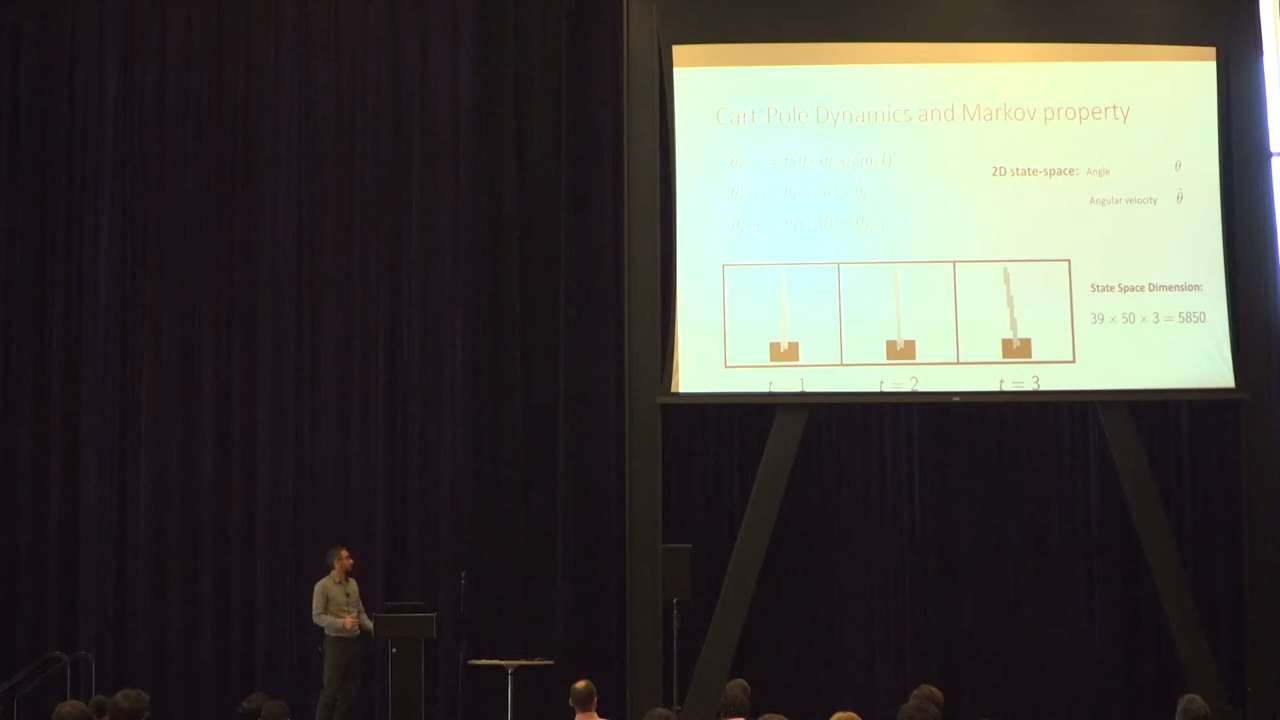 Cart-Pole Dynamics and Markov property
2D state-space: Angle θ
Angular velocity θ̇
State Space Dimension:
39 × 50 × 3 = 5850
t = 1 t = 2 t = 3